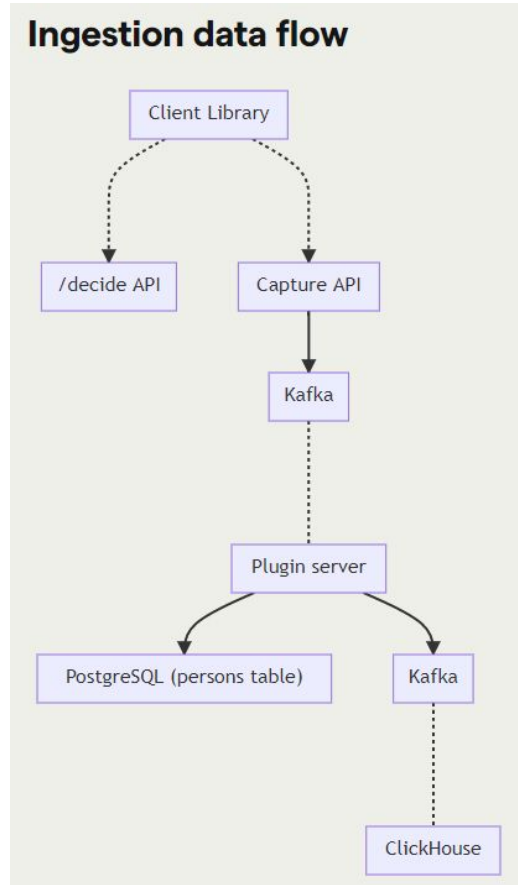 Ingestion data flow
Client Library
/decide API
Capture API
Kafka
Plugin server
PostgreSQL (persons table)
Kafka
ClickHouse